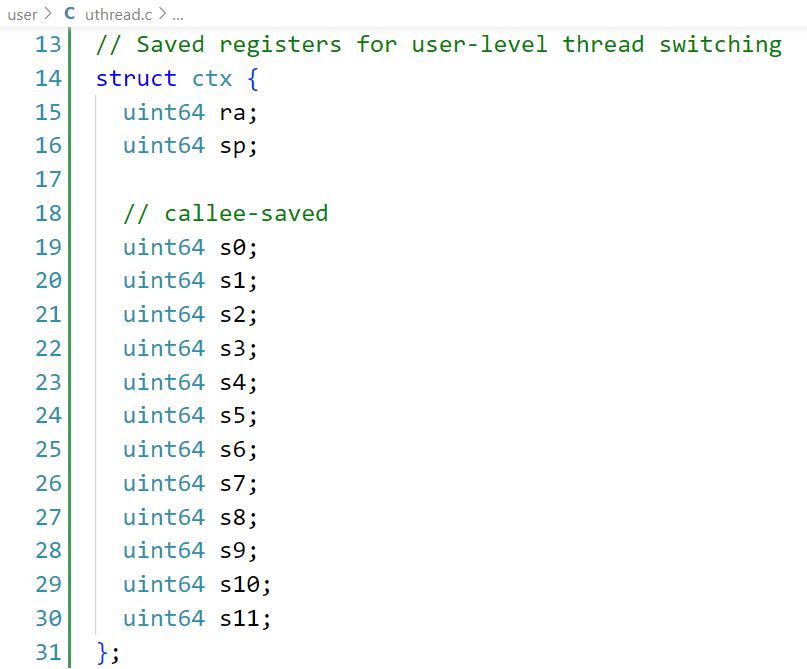 user > C uthread.c > ...
13 // Saved registers for user-level thread switching
14 struct ctx {
15 uint64 ra;
16 uint64 sp;
17
18 // callee-saved
19 uint64 s0;
20 uint64 s1;
21 uint64 s2;
22 uint64 s3;
23 uint64 s4;
24 uint64 s5;
25 uint64 s6;
26 uint64 s7;
27 uint64 s8;
28 uint64 s9;
29 uint64 s10;
30 uint64 s11;
31 };